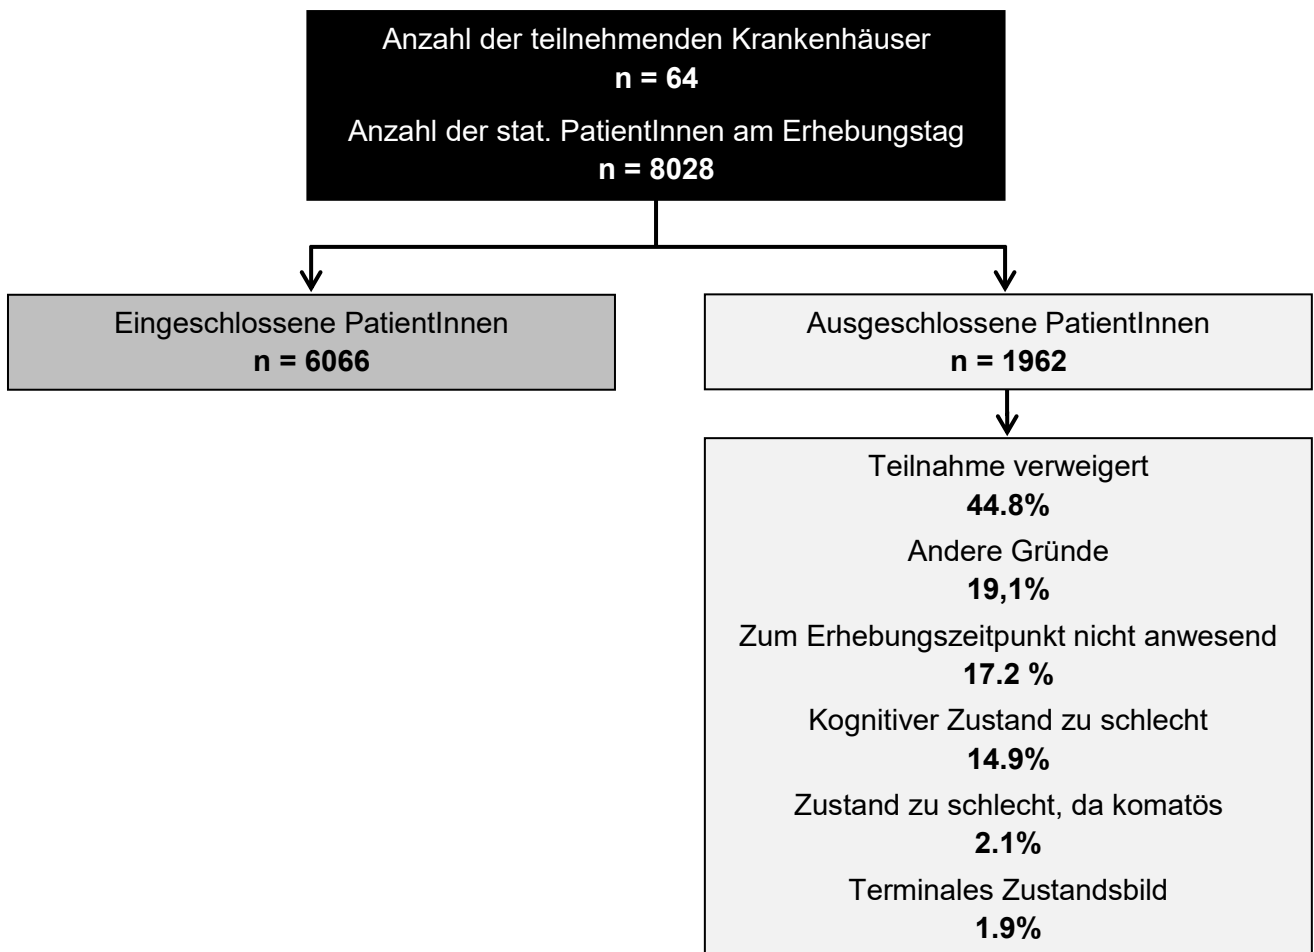 Anzahl der teilnehmenden Krankenhäuser
n = 64
Anzahl der stat. PatientInnen am Erhebungstag
n = 8028
Eingeschlossene PatientInnen
n = 6066
Ausgeschlossene PatientInnen
n = 1962
Teilnahme verweigert
44.8%
Andere Gründe
19,1%
Zum Erhebungszeitpunkt nicht anwesend
17.2 %
Kognitiver Zustand zu schlecht
14.9%
Zustand zu schlecht, da komatös
2.1%
Terminales Zustandsbild
1.9%